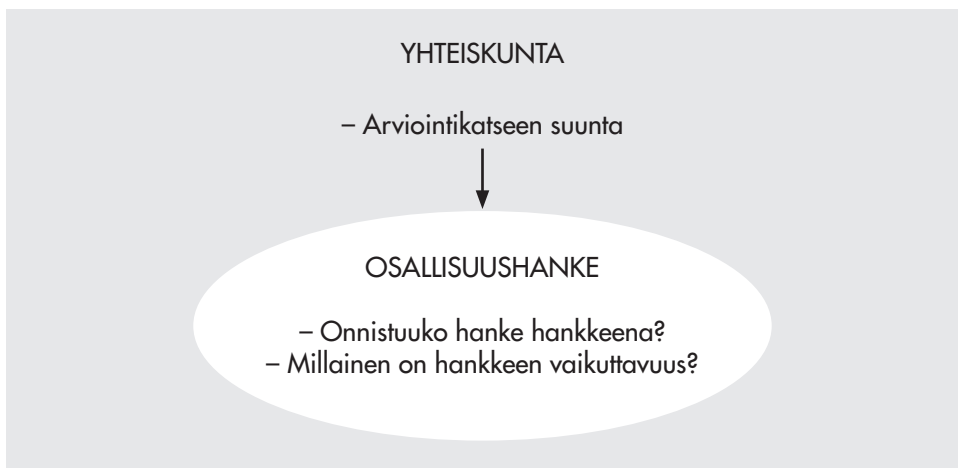 YHTEISKUNTA
– Arviointikatseen suunta
OSALLISUUSHANKE
– Onnistuuko hanke hankkeena?
– Millainen on hankkeen vaikuttavuus?